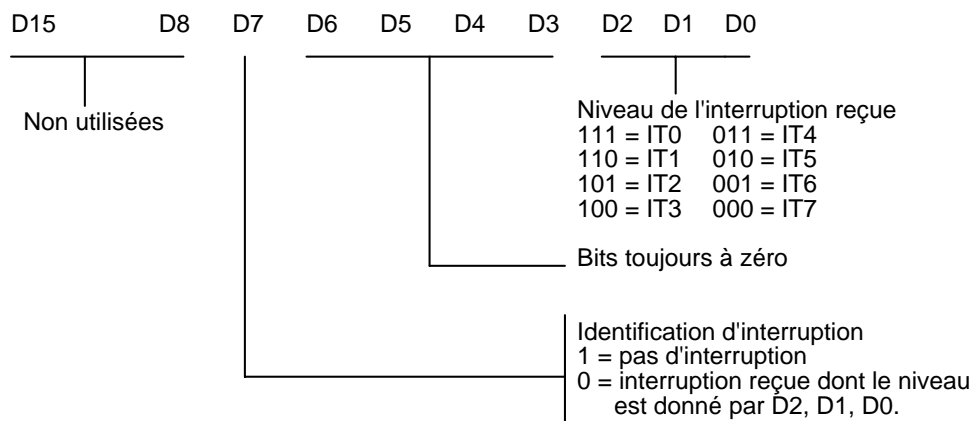 D15 D8 D7 D6 D5 D4 D3 D2 D1 D0
Non utilisées
Niveau de l'interruption reçue
111 = IT0 011 = IT4
110 = IT1 010 = IT5
101 = IT2 001 = IT6
100 = IT3 000 = IT7
Bits toujours à zéro
Identification d'interruption
1 = pas d'interruption
0 = interruption reçue dont le niveau
est donné par D2, D1, D0.